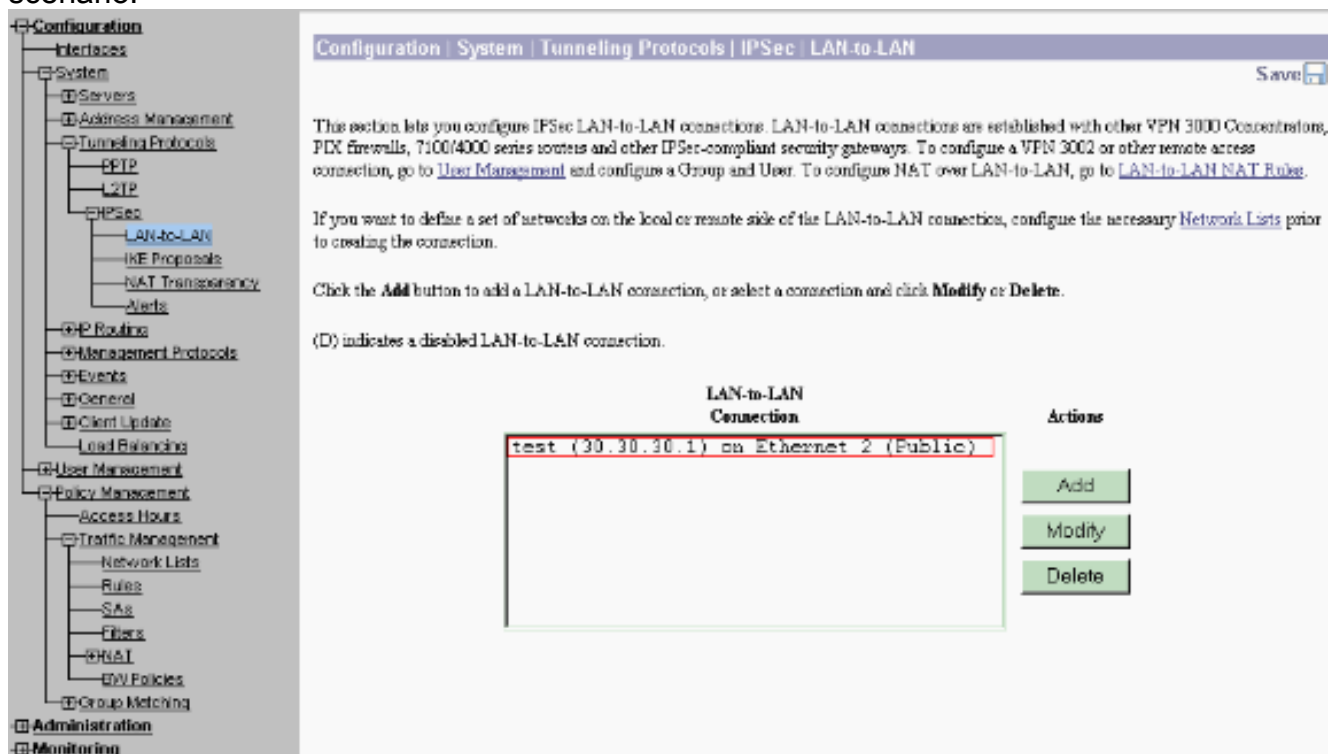 scenario.
Configuration
Interfaces
System
Servers
Address Management
Tunneling Protocols
PPTP
L2TP
IPSec
LAN-to-LAN
IKE Proposals
NAT Transparency
Alerts
IP Routing
Management Protocols
Events
General
Client Update
Load Balancing
User Management
Policy Management
Access Hours
Traffic Management
Network Lists
Rules
SAs
Filters
NAT
BW Policies
Group Matching
Administration
Monitoring
Configuration | System | Tunneling Protocols | IPSec | LAN-to-LAN
Save
This section lets you configure IPSec LAN-to-LAN connections. LAN-to-LAN connections are established with other VPN 3000 Concentrators,
PIX firewalls, 7100/4000 series routers and other IPSec-compliant security gateways. To configure a VPN 3002 or other remote access
connection, go to User Management and configure a Group and User. To configure NAT over LAN-to-LAN, go to LAN-to-LAN NAT Rules.
If you want to define a set of networks on the local or remote side of the LAN-to-LAN connection, configure the necessary Network Lists prior
to creating the connection.
Click the Add button to add a LAN-to-LAN connection, or select a connection and click Modify or Delete.
(D) indicates a disabled LAN-to-LAN connection.
LAN-to-LAN
Connection
Actions
test (30.30.30.1) on Ethernet 2 (Public)
Add
Modify
Delete